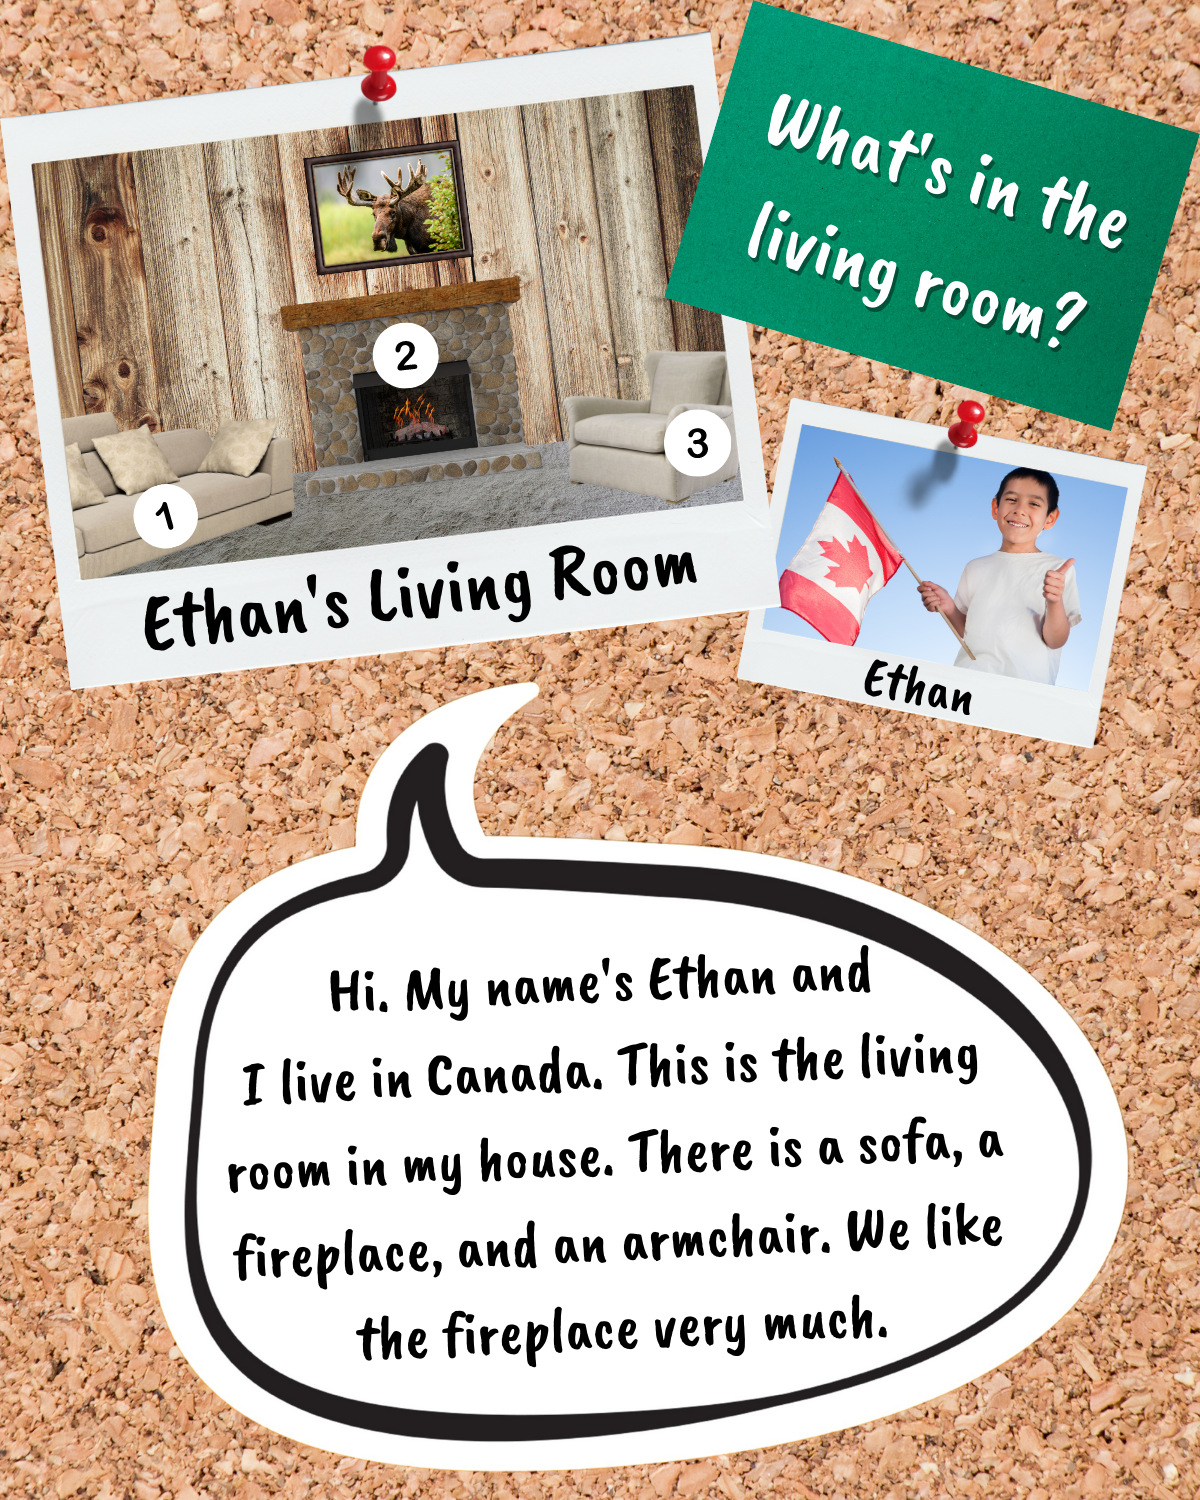 What's in the
living room?
2
3
1
Ethan's Living Room
Ethan
Hi. My name's Ethan and
I live in Canada. This is the living
room in my house. There is a sofa, a
fireplace, and an armchair. We like
the fireplace very much.